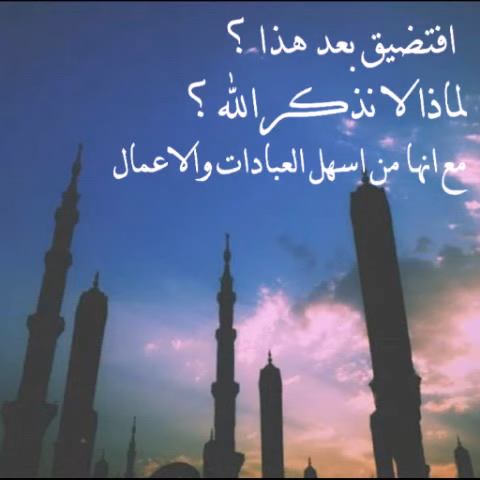 افتضيق بعد هذا ؟
لماذا لا نذكر الله ؟
مع انها من اسهل العبادات والاعمال